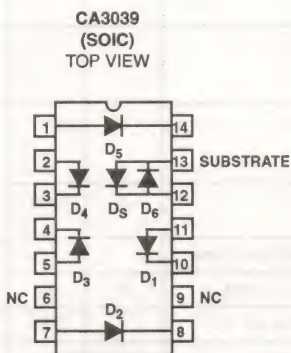 CA3039
(SOIC)
TOP VIEW
1 D5 14
2 13 SUBSTRATE
3 D4 DS D6 12
4 11
5 D3 D1 10
NC 6 9 NC
7 D2 8